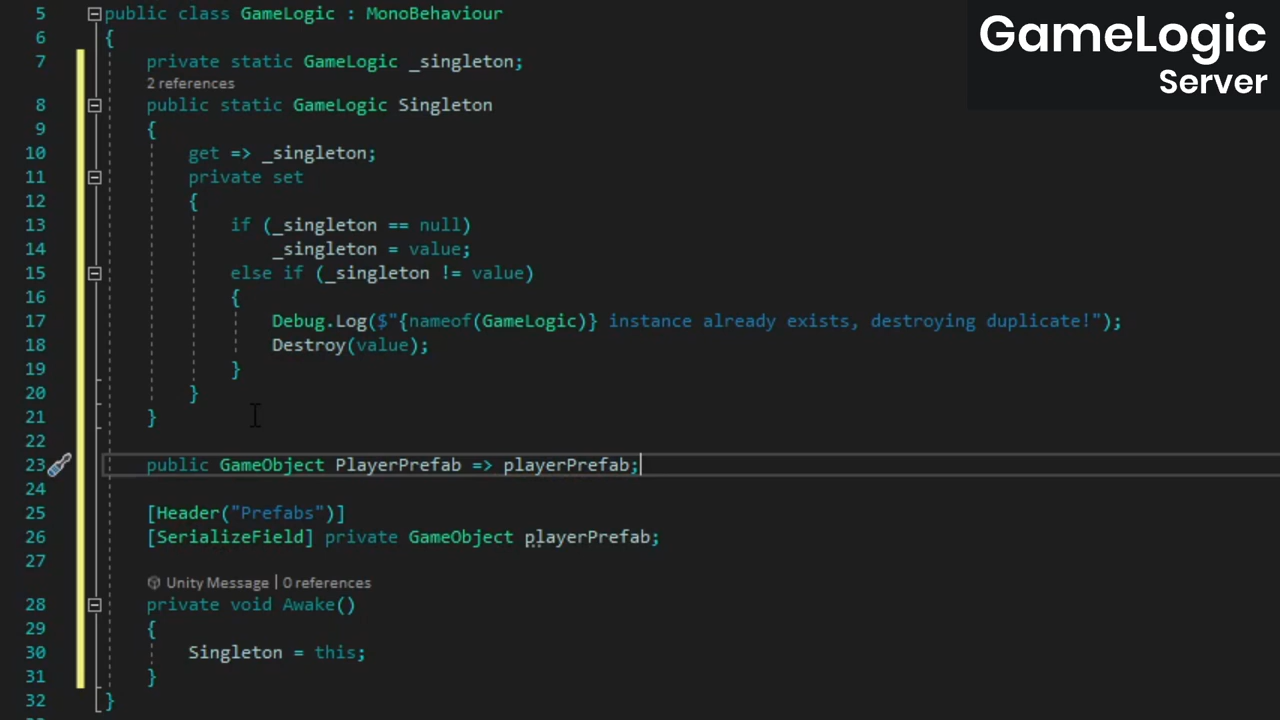 GameLogic
Server
5 public class GameLogic : MonoBehaviour
6 {
7 private static GameLogic _singleton;
2 references
8 public static GameLogic Singleton
9 {
10 get => _singleton;
11 private set
12 {
13 if (_singleton == null)
14 _singleton = value;
15 else if (_singleton != value)
16 {
17 Debug.Log($"{nameof(GameLogic)} instance already exists, destroying duplicate!");
18 Destroy(value);
19 }
20 }
21 }
22
23 public GameObject PlayerPrefab => playerPrefab;
24
25 [Header("Prefabs")]
26 [SerializeField] private GameObject playerPrefab;
27
Unity Message | 0 references
28 private void Awake()
29 {
30 Singleton = this;
31 }
32 }